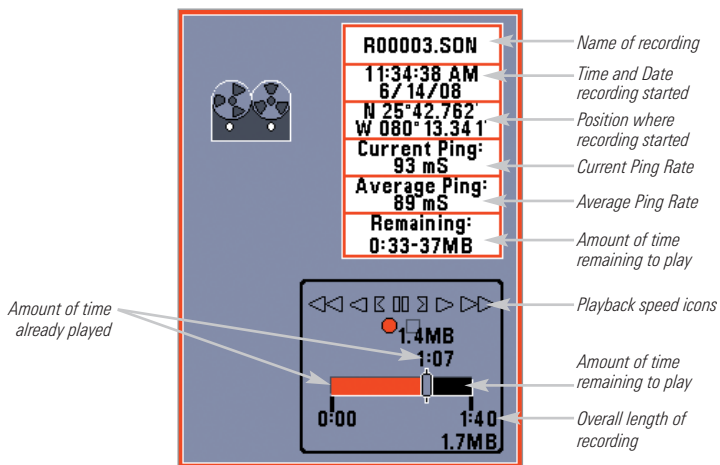 R00003.SON
11:34:38 AM
6/14/08
N 25°42.762'
W 080°13.341'
Current Ping:
93 mS
Average Ping:
89 mS
Remaining:
0:33-37MB
Name of recording
Time and Date
recording started
Position where
recording started
Current Ping Rate
Average Ping Rate
Amount of time
remaining to play
Playback speed icons
Amount of time
already played
1.4MB
1:07
0:00
1:40
1.7MB
Amount of time
remaining to play
Overall length of
recording